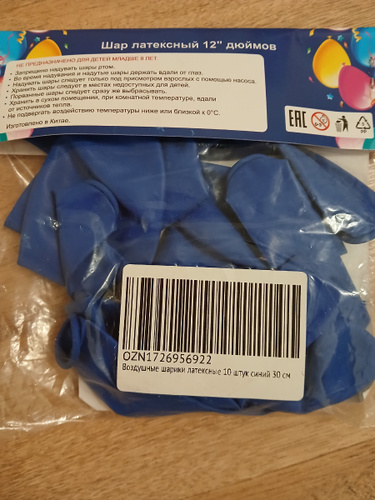 Шар латексный 12" дюймов
НЕ ПРЕДНАЗНАЧЕНО ДЛЯ ДЕТЕЙ МЛАДШЕ 8 ЛЕТ
• Запрещено надувать шары ртом.
• Во время надувания и надутые шары держать вдали от глаз.
• Надувать шары следует только под присмотром взрослых с помощью насоса.
• Хранить шары следует в местах недоступных для детей.
• Порванные шары следует сразу же выбрасывать.
• Хранить в сухом помещении, при комнатной температуре, вдали
от источников тепла.
• Не подвергать воздействию температуры ниже или близкой к 0°C.
Изготовлено в Китае.
EAC
0-3
OZN1726956922
Воздушные шарики латексные 10 штук синий 30 см